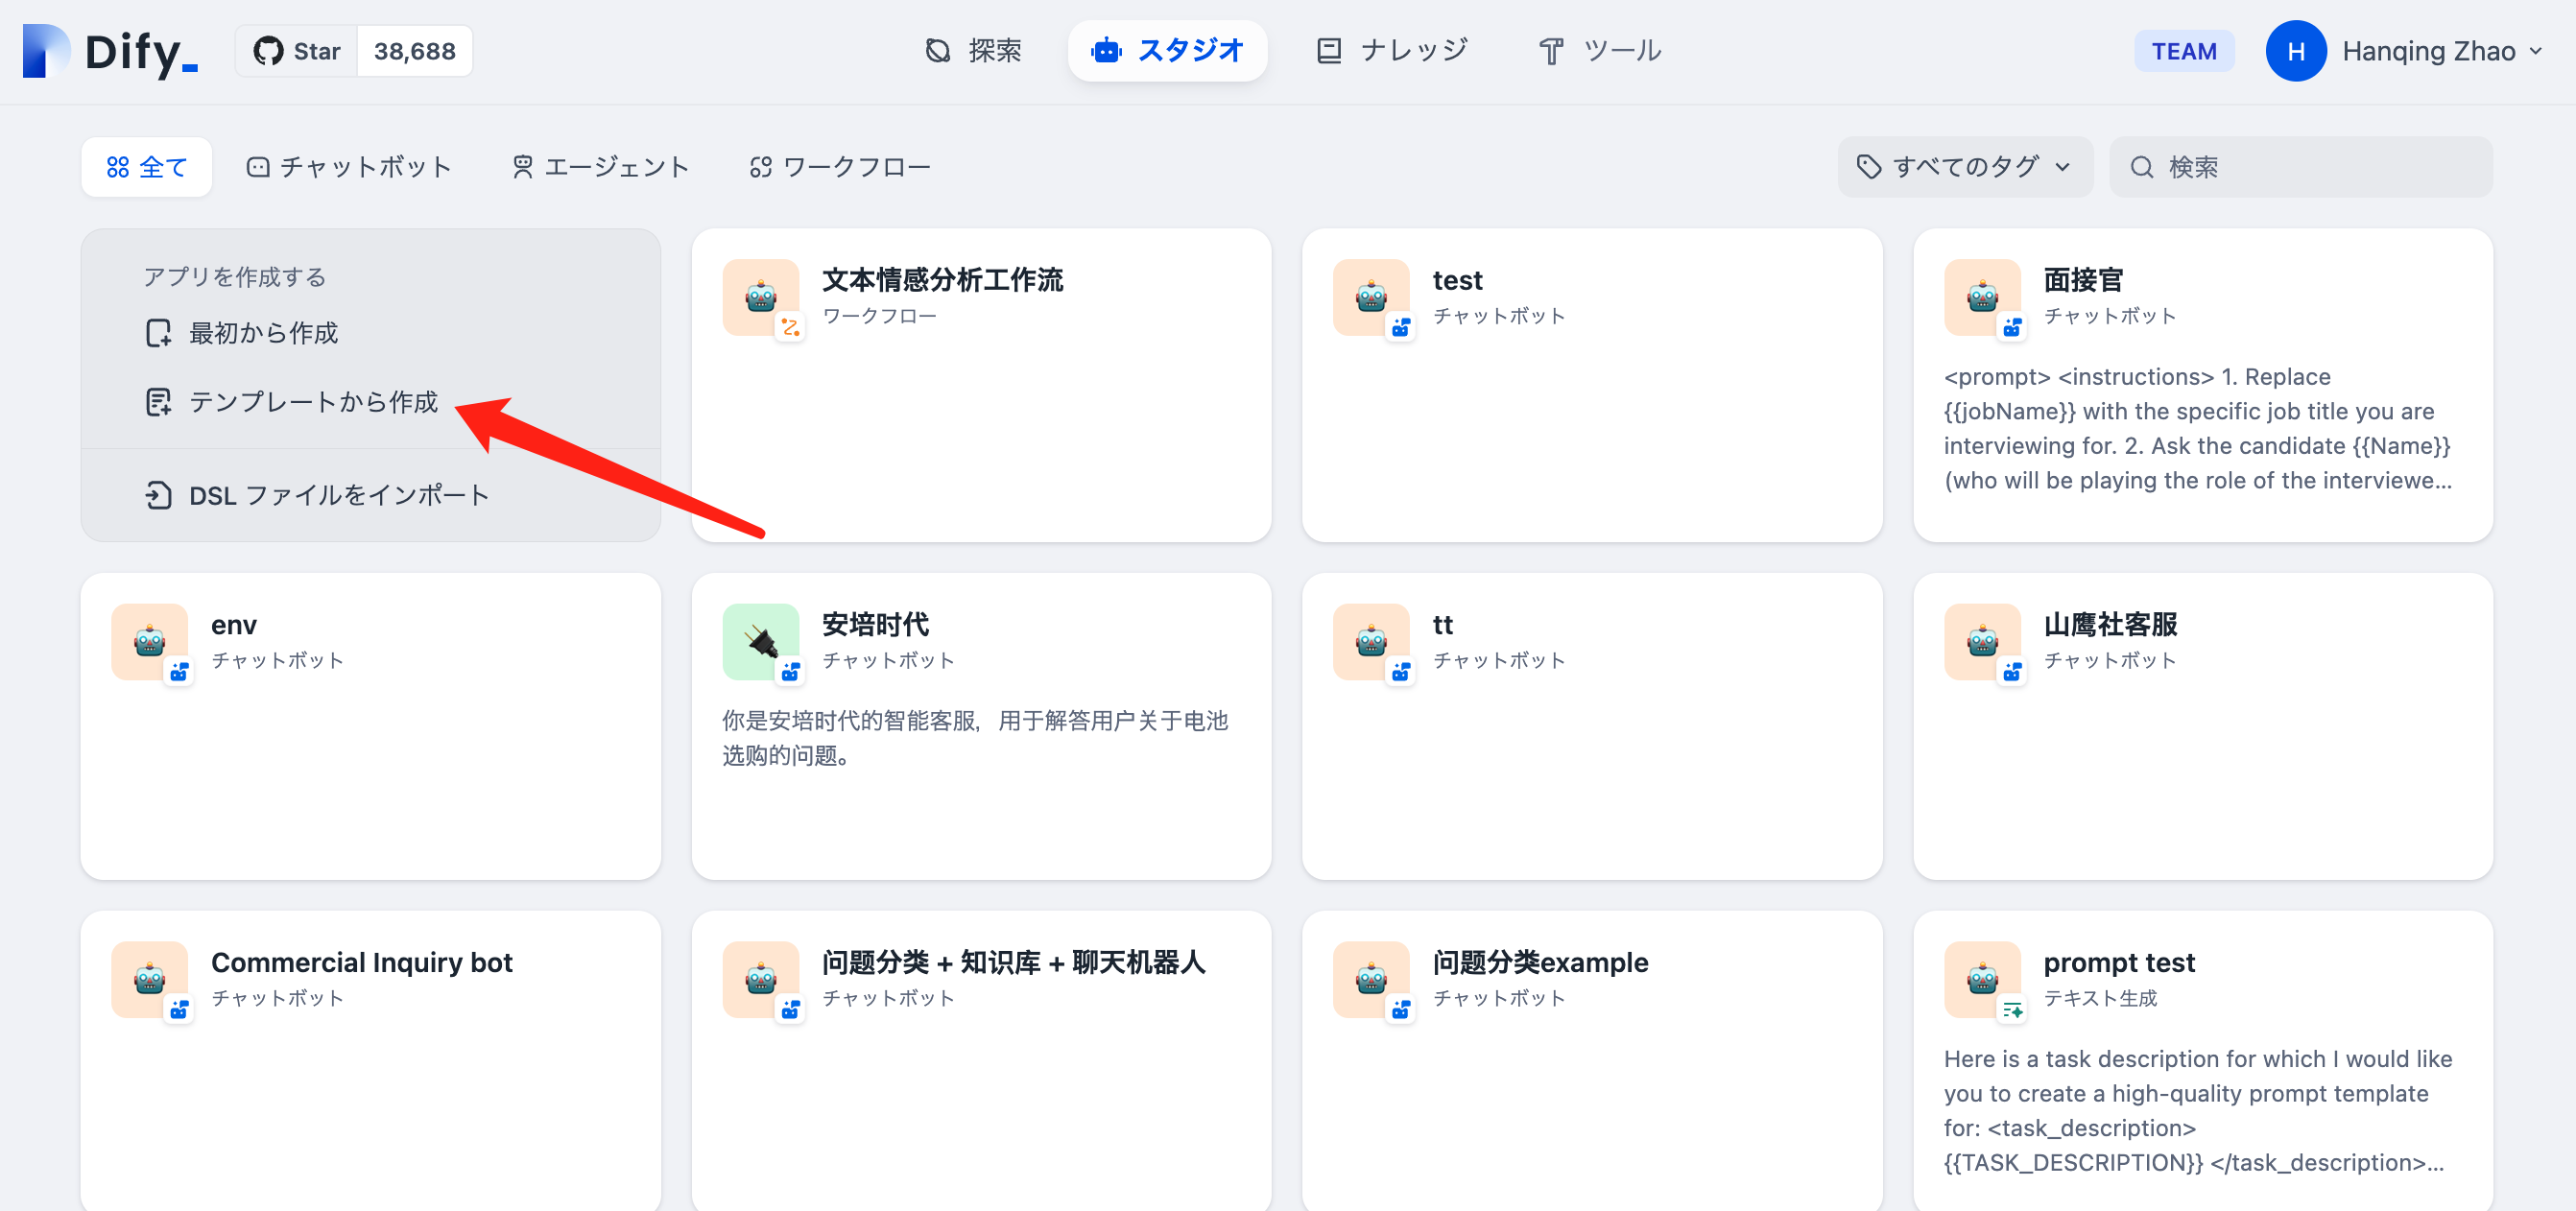 Dify_
Star 38,688
探索
スタジオ
ナレッジ
ツール
TEAM
H
Hanqing Zhao
全て
チャットボット
エージェント
ワークフロー
すべてのタグ
検索
アプリを作成する
最初から作成
テンプレートから作成
DSL ファイルをインポート
文本情感分析工作流
ワークフロー
test
チャットボット
面接官
チャットボット
<prompt> <instructions> 1. Replace
{{jobName}} with the specific job title you are
interviewing for. 2. Ask the candidate {{Name}}
(who will be playing the role of the interviewe...
env
チャットボット
安培时代
チャットボット
你是安培时代的智能客服，用于解答用户关于电池
选购的问题。
tt
チャットボット
山鹰社客服
チャットボット
Commercial Inquiry bot
チャットボット
问题分类 + 知识库 + 聊天机器人
チャットボット
问题分类example
チャットボット
prompt test
テキスト生成
Here is a task description for which I would like
you to create a high-quality prompt template
for: <task_description>
{{TASK_DESCRIPTION}} </task_description>...